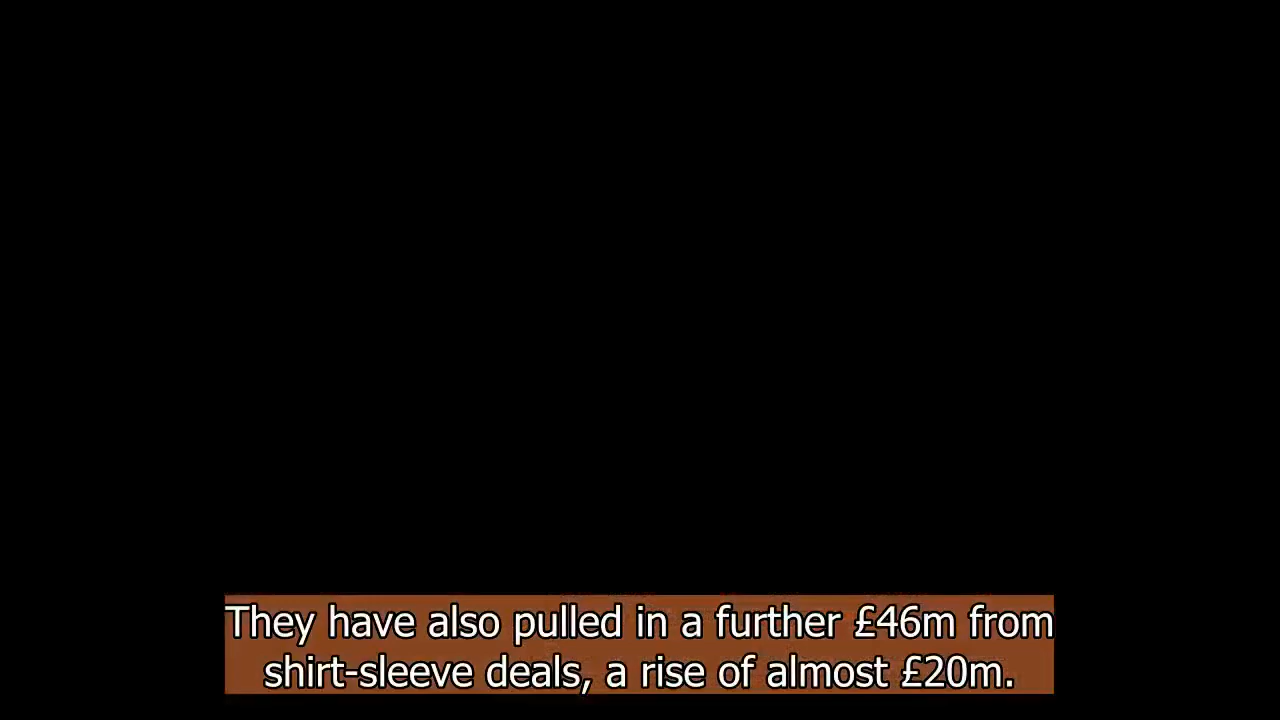 They have also pulled in a further £46m from
shirt-sleeve deals, a rise of almost £20m.